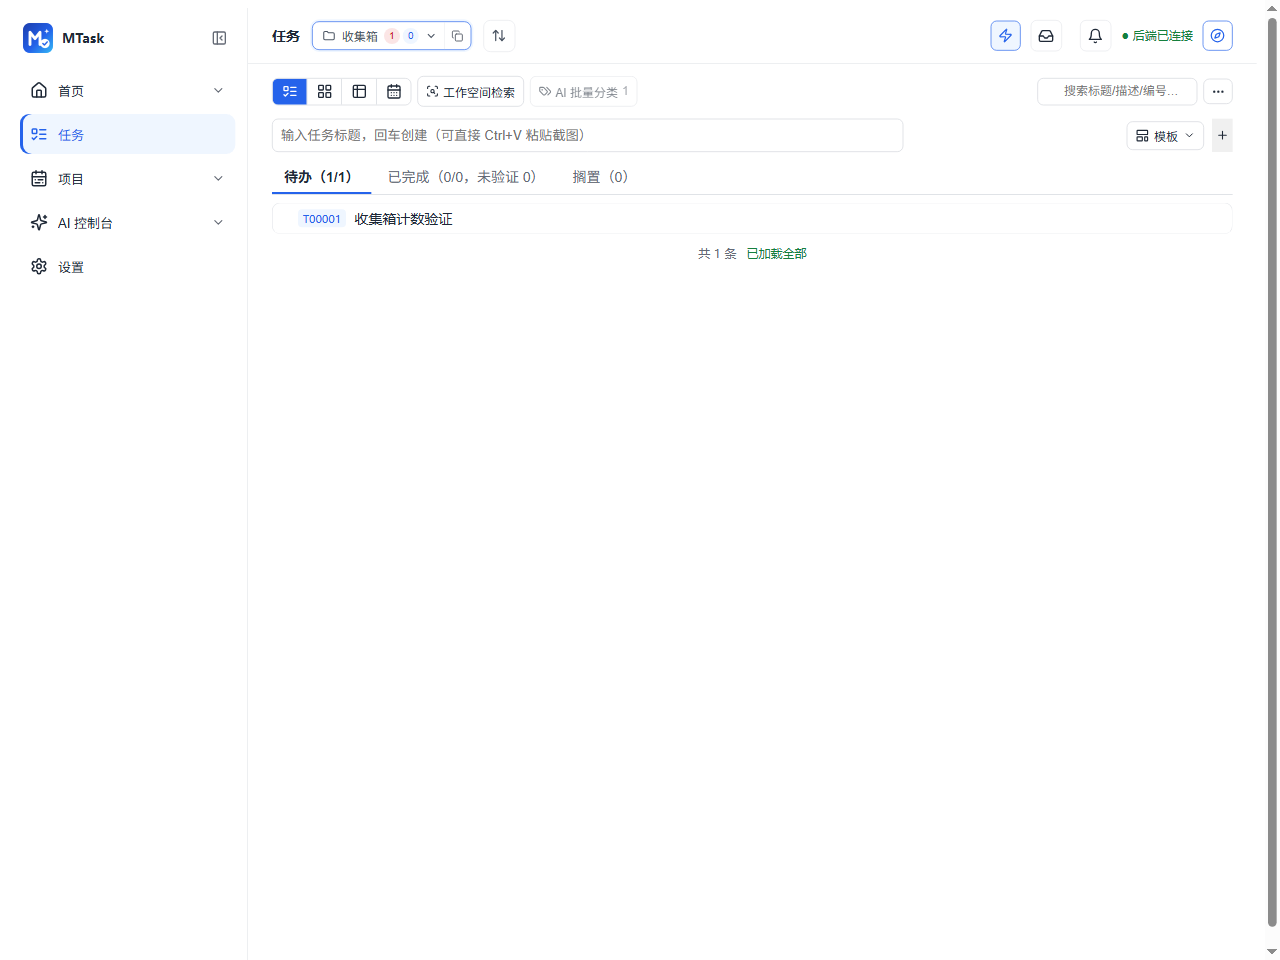 MTask
首页
任务
项目
AI 控制台
设置
任务
收集箱 1 0
后端已连接
工作空间检索
AI 批量分类 1
搜索标题/描述/编号...
输入任务标题，回车创建（可直接 Ctrl+V 粘贴截图）
模板
+
待办（1/1）
已完成（0/0，未验证 0）
搁置（0）
T00001 收集箱计数验证
共 1 条 已加载全部